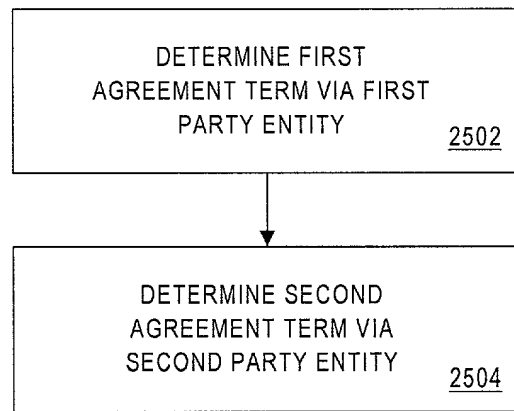 DETERMINE FIRST
AGREEMENT TERM VIA FIRST
PARTY ENTITY
2502
DETERMINE SECOND
AGREEMENT TERM VIA
SECOND PARTY ENTITY
2504